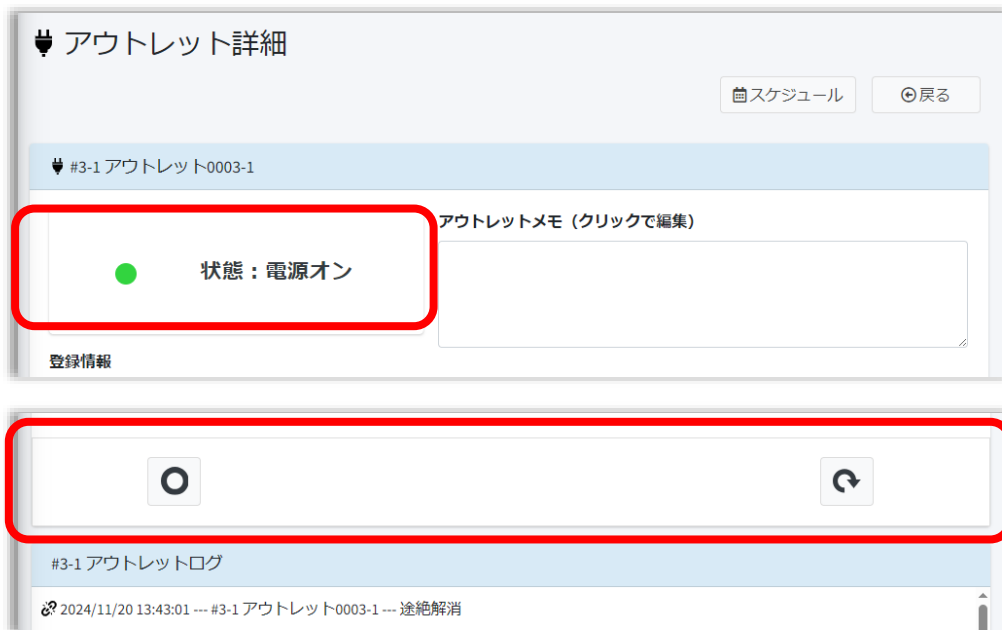 アウトレット詳細
スケジュール
戻る
#3-1 アウトレット0003-1
アウトレットメモ（クリックで編集）
状態：電源オン
登録情報
#3-1 アウトレットログ
2024/11/20 13:43:01 --- #3-1 アウトレット0003-1 --- 途絶解消